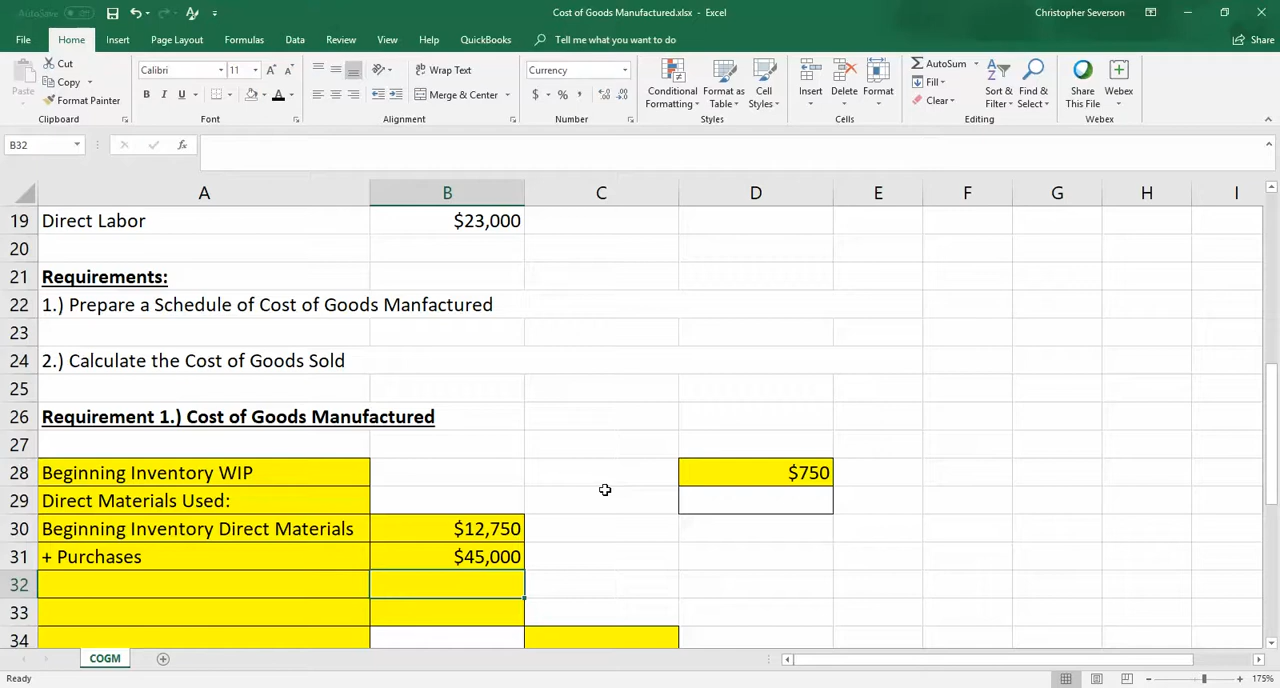 AutoSave Off
Cost of Goods Manufactured.xlsx - Excel
Christopher Severson
File Home Insert Page Layout Formulas Data Review View Help QuickBooks Tell me what you want to do Share
Paste
Cut
Copy
Format Painter
Clipboard
Calibri 11
B I U
Font
Wrap Text
Merge & Center
Alignment
Currency
$ % ,
Number
Conditional Formatting
Format as Table
Cell Styles
Styles
Insert Delete Format
Cells
AutoSum
Fill
Clear
Sort & Filter
Find & Select
Editing
Share This File
Webex
Webex
B32
fx
A B C D E F G H I
19 Direct Labor $23,000
20
21 Requirements:
22 1.) Prepare a Schedule of Cost of Goods Manfactured
23
24 2.) Calculate the Cost of Goods Sold
25
26 Requirement 1.) Cost of Goods Manufactured
27
28 Beginning Inventory WIP $750
29 Direct Materials Used:
30 Beginning Inventory Direct Materials $12,750
31 + Purchases $45,000
32
33
34
COGM
Ready
175%